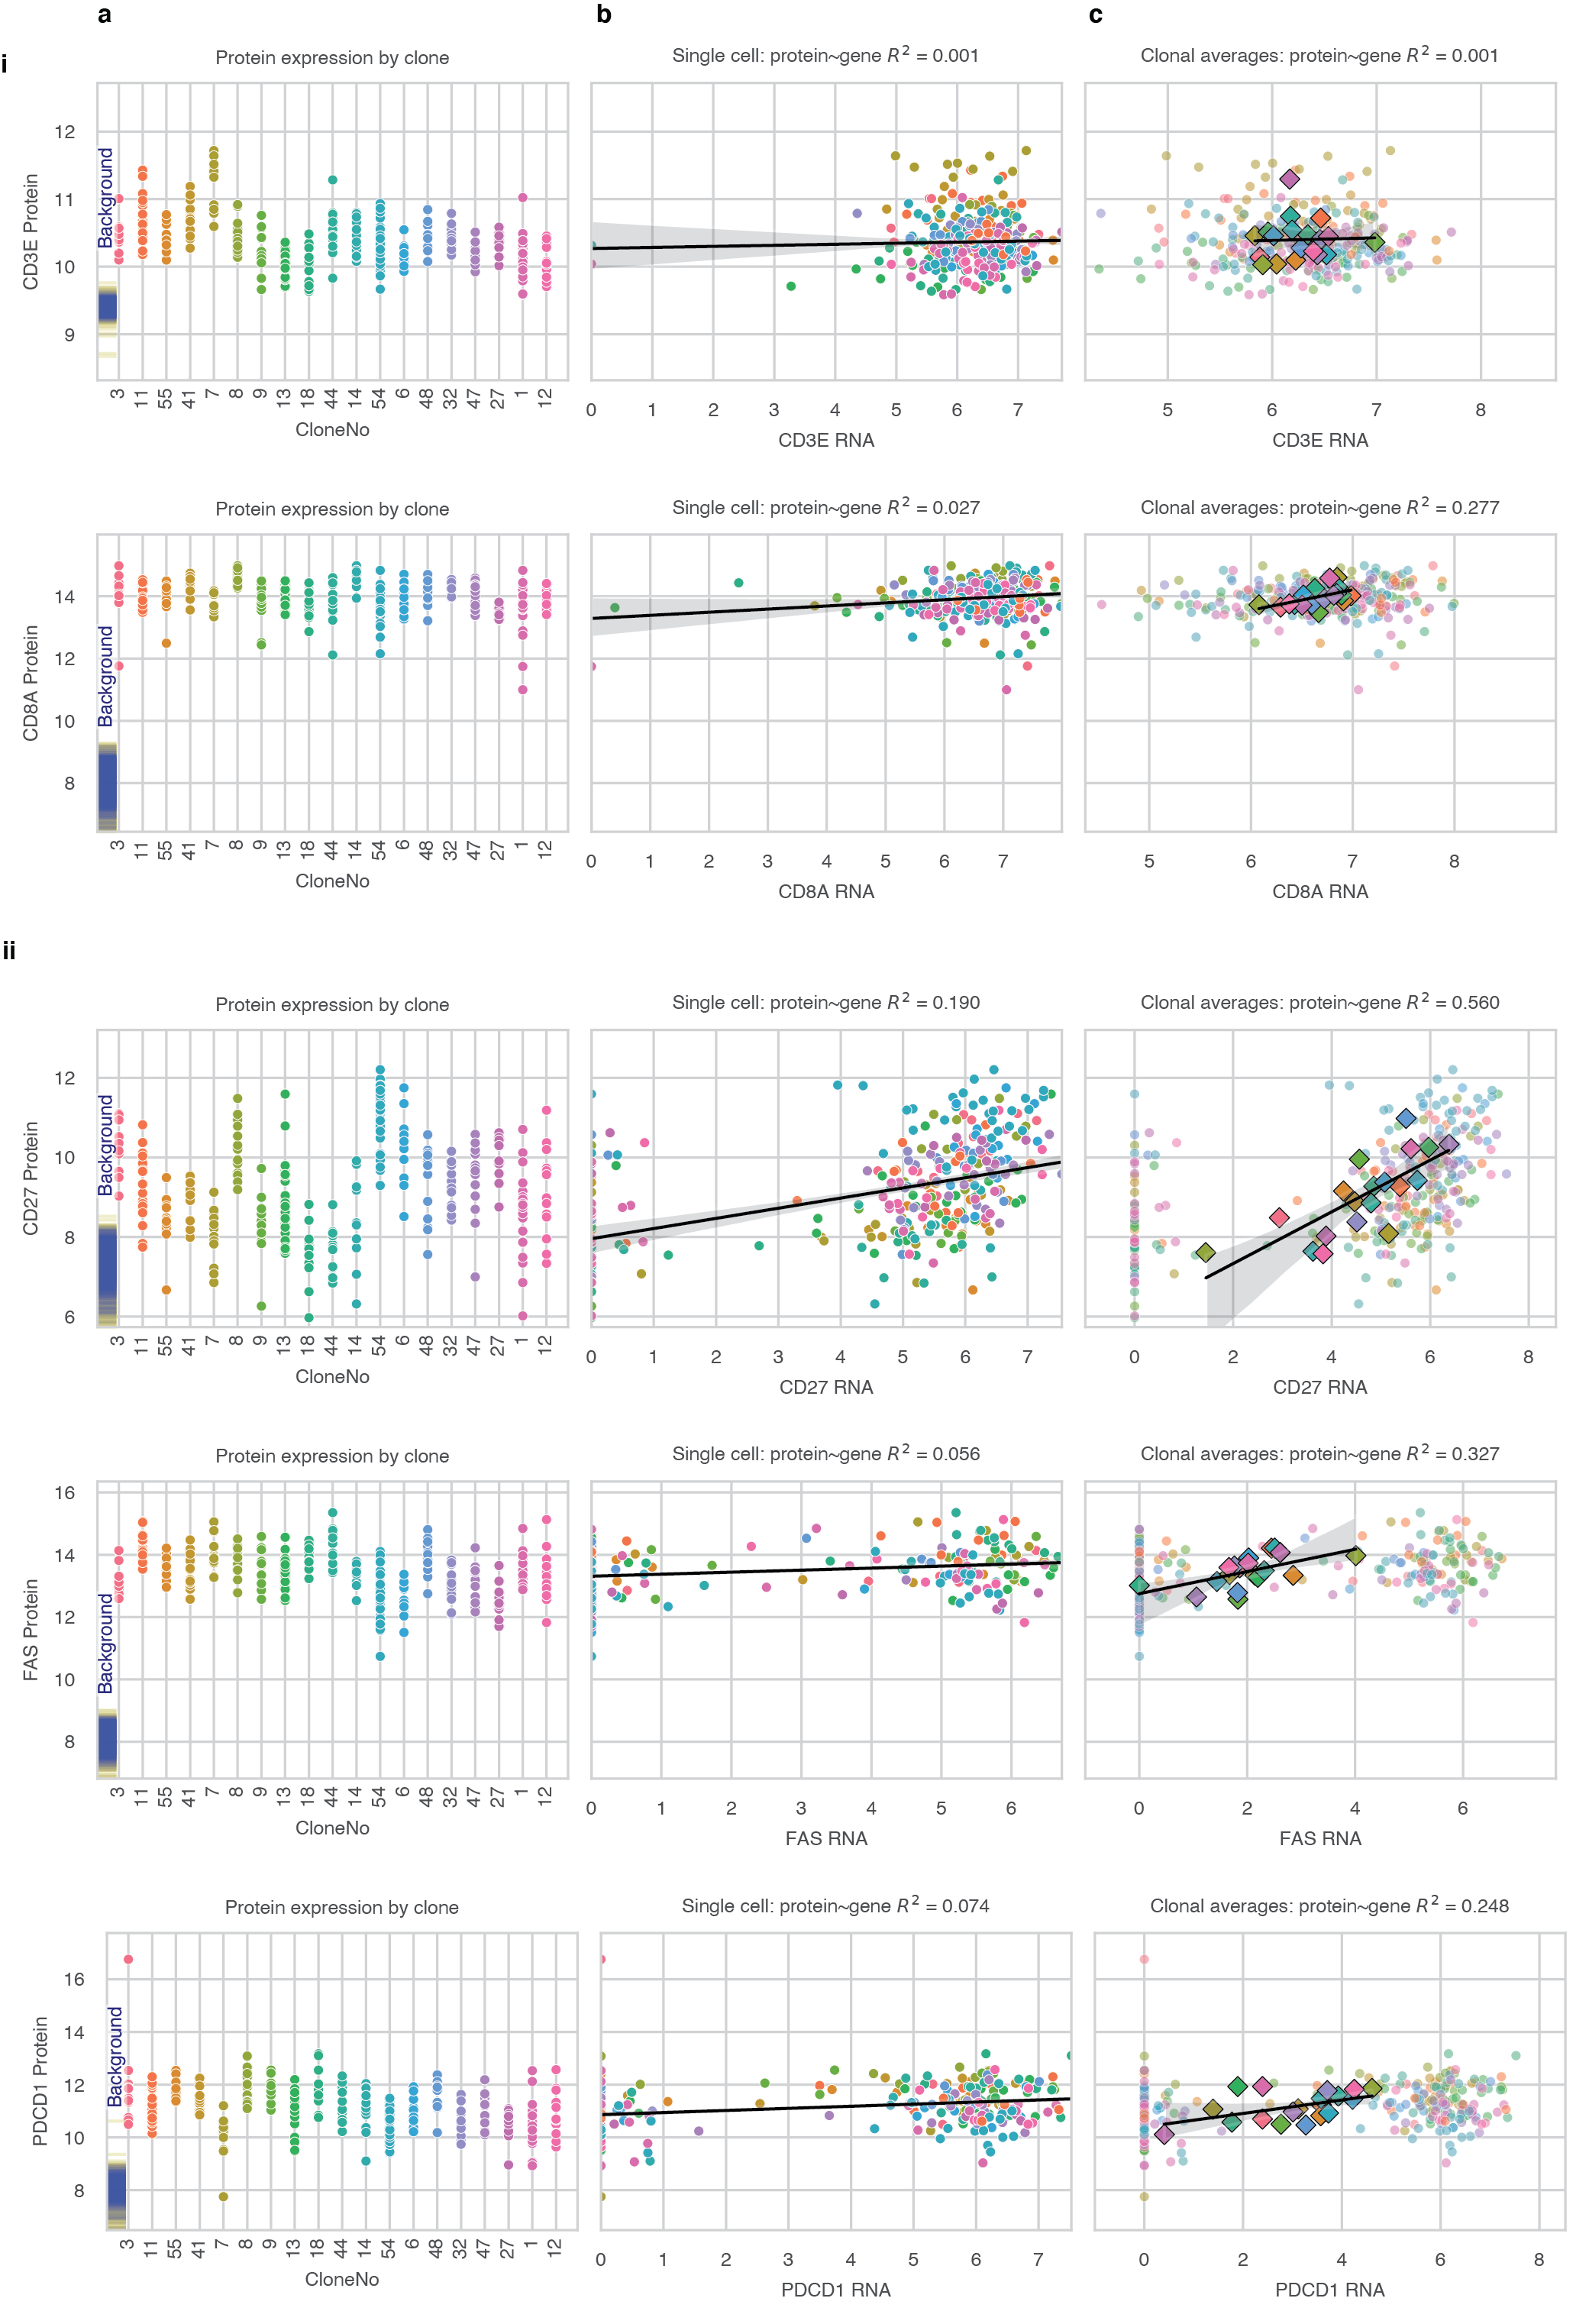 a b c
i
Protein expression by clone
Single cell: protein~gene R² = 0.001
Clonal averages: protein~gene R² = 0.001
CD3E Protein
12
11
10
9
Background
3 11 55 41 7 8 9 13 18 44 14 54 6 48 32 47 27 1 12
CloneNo
0 1 2 3 4 5 6 7
CD3E RNA
5 6 7 8
CD3E RNA
Protein expression by clone
Single cell: protein~gene R² = 0.027
Clonal averages: protein~gene R² = 0.277
CD8A Protein
14
12
10
8
Background
3 11 55 41 7 8 9 13 18 44 14 54 6 48 32 47 27 1 12
CloneNo
0 1 2 3 4 5 6 7
CD8A RNA
5 6 7 8
CD8A RNA
ii
Protein expression by clone
Single cell: protein~gene R² = 0.190
Clonal averages: protein~gene R² = 0.560
CD27 Protein
12
10
8
6
Background
3 11 55 41 7 8 9 13 18 44 14 54 6 48 32 47 27 1 12
CloneNo
0 1 2 3 4 5 6 7
CD27 RNA
0 2 4 6 8
CD27 RNA
Protein expression by clone
Single cell: protein~gene R² = 0.056
Clonal averages: protein~gene R² = 0.327
FAS Protein
16
14
12
10
8
Background
3 11 55 41 7 8 9 13 18 44 14 54 6 48 32 47 27 1 12
CloneNo
0 1 2 3 4 5 6
FAS RNA
0 2 4 6
FAS RNA
Protein expression by clone
Single cell: protein~gene R² = 0.074
Clonal averages: protein~gene R² = 0.248
PDCD1 Protein
16
14
12
10
8
Background
3 11 55 41 7 8 9 13 18 44 14 54 6 48 32 47 27 1 12
CloneNo
0 1 2 3 4 5 6 7
PDCD1 RNA
0 2 4 6 8
PDCD1 RNA